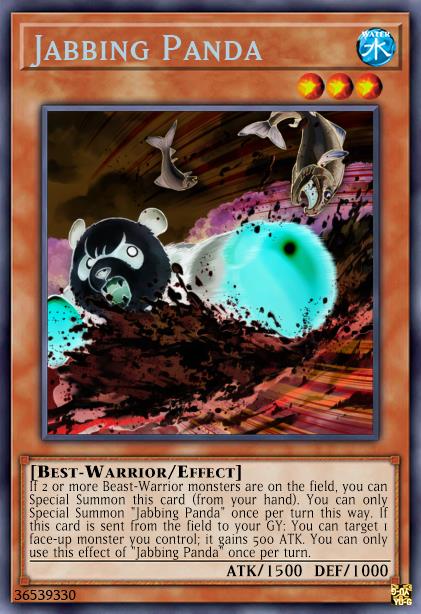 Jabbing Panda
WATER
水
[Best-Warrior/Effect]
If 2 or more Beast-Warrior monsters are on the field, you can
Special Summon this card (from your hand). You can only
Special Summon "Jabbing Panda" once per turn this way. If
this card is sent from the field to your GY: You can target 1
face-up monster you control; it gains 500 ATK. You can only
use this effect of "Jabbing Panda" once per turn.
ATK/1500 DEF/1000
36539330